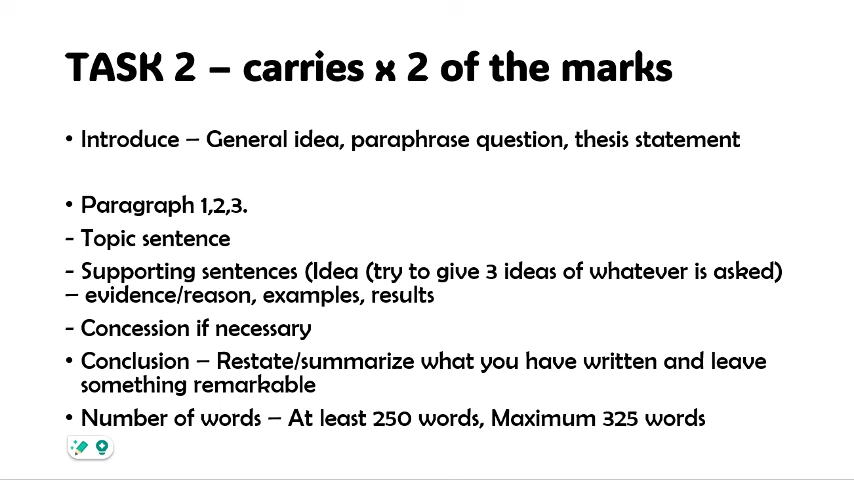 TASK 2 – carries x 2 of the marks
• Introduce – General idea, paraphrase question, thesis statement
• Paragraph 1,2,3.
- Topic sentence
- Supporting sentences (Idea (try to give 3 ideas of whatever is asked)
– evidence/reason, examples, results
- Concession if necessary
• Conclusion – Restate/summarize what you have written and leave
something remarkable
• Number of words – At least 250 words, Maximum 325 words